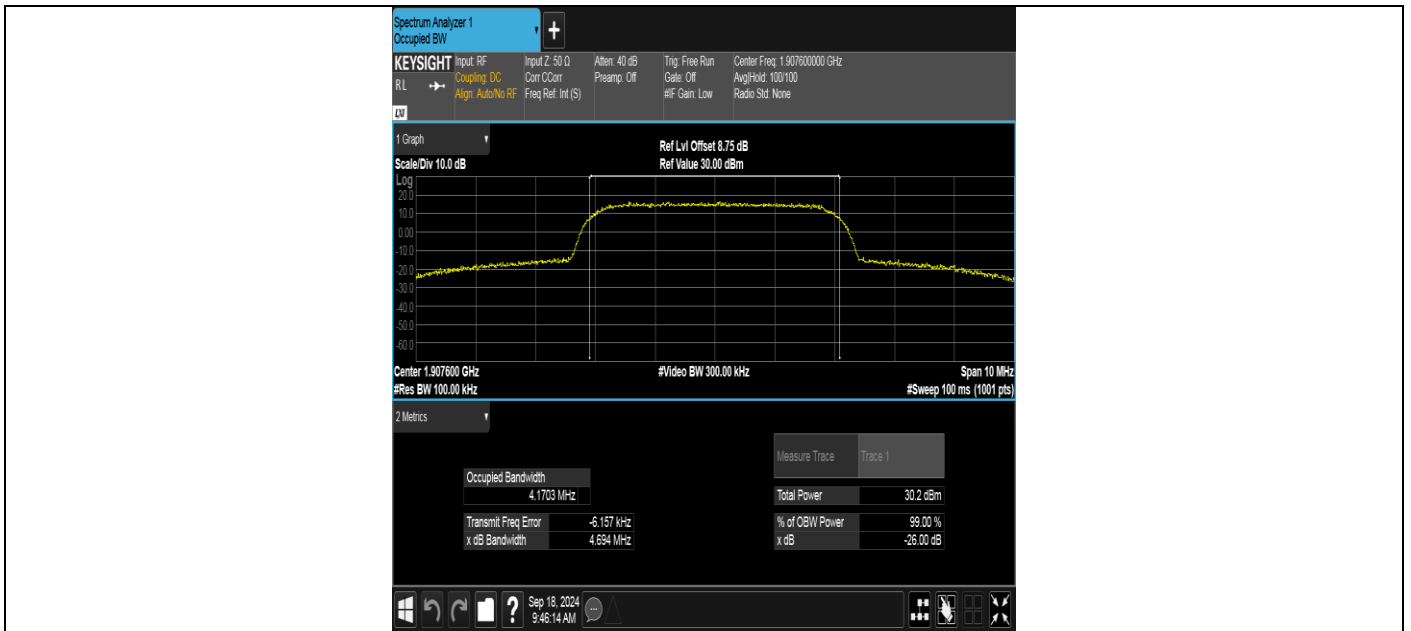 Spectrum Analyzer 1
Occupied BW
+
KEYSIGHT
RL
LXI
Input: RF
Coupling: DC
Align: Auto/No RF
Input Z: 50 Ω
Corr CCorr
Freq Ref: Int (S)
Atten: 40 dB
Preamp: Off
Trig: Free Run
Gate: Off
#IF Gain: Low
Center Freq: 1.907600000 GHz
Avg|Hold: 100/100
Radio Std: None
1 Graph
Scale/Div 10.0 dB
Ref Lvl Offset 8.75 dB
Ref Value 30.00 dBm
Log
20.0
10.0
0.00
-10.0
-20.0
-30.0
-40.0
-50.0
-60.0
Center 1.907600 GHz
#Video BW 300.00 kHz
Span 10 MHz
#Res BW 100.00 kHz
#Sweep 100 ms (1001 pts)
2 Metrics
Measure Trace Trace 1
Occupied Bandwidth
4.1703 MHz
Total Power 30.2 dBm
Transmit Freq Error -6.157 kHz
% of OBW Power 99.00 %
x dB Bandwidth 4.694 MHz
x dB -26.00 dB
?
Sep 18, 2024
9:46:14 AM